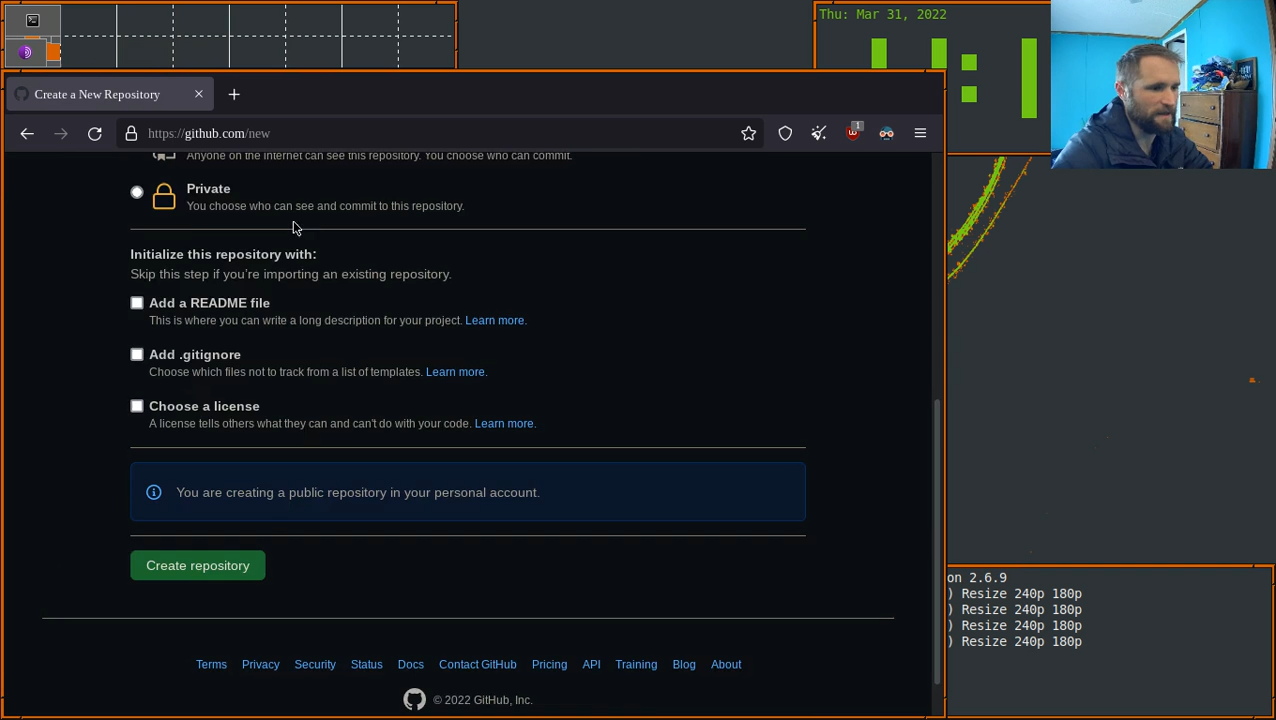 Thu: Mar 31, 2022
Create a New Repository
https://github.com/new
1
Anyone on the internet can see this repository. You choose who can commit.
Private
You choose who can see and commit to this repository.
Initialize this repository with:
Skip this step if you're importing an existing repository.
Add a README file
This is where you can write a long description for your project. Learn more.
Add .gitignore
Choose which files not to track from a list of templates. Learn more.
Choose a license
A license tells others what they can and can't do with your code. Learn more.
You are creating a public repository in your personal account.
Create repository
Terms Privacy Security Status Docs Contact GitHub Pricing API Training Blog About
© 2022 GitHub, Inc.
on 2.6.9
) Resize 240p 180p
) Resize 240p 180p
) Resize 240p 180p
) Resize 240p 180p